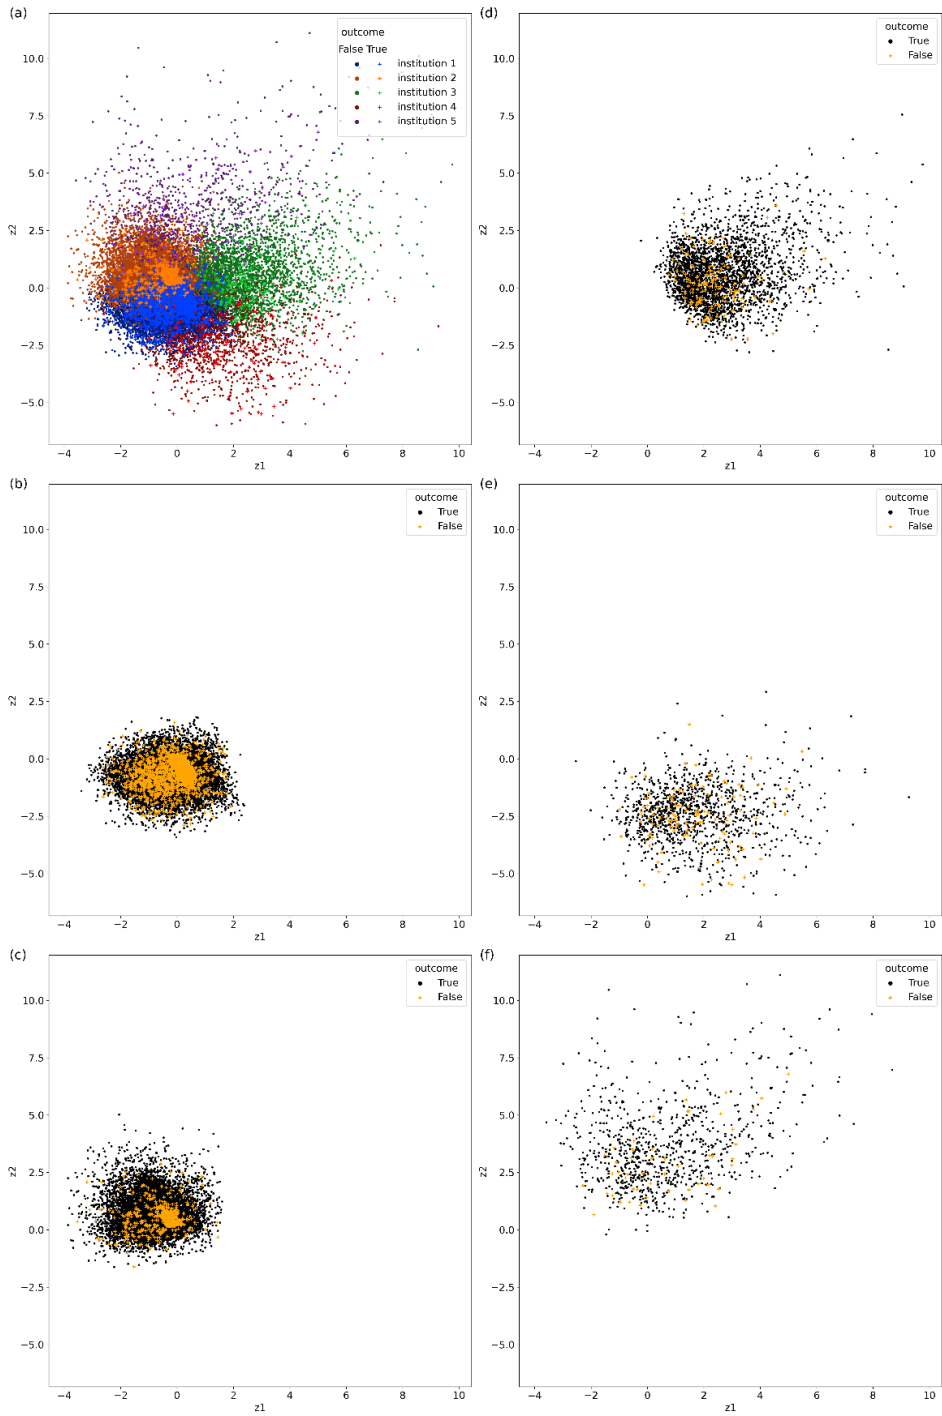 (a)
outcome
False True
institution 1
institution 2
institution 3
institution 4
institution 5
10.0
7.5
5.0
2.5
0.0
−2.5
−5.0
z2
−4 −2 0 2 4 6 8 10
z1
(d)
outcome
True
False
10.0
7.5
5.0
2.5
0.0
−2.5
−5.0
z2
−4 −2 0 2 4 6 8 10
z1
(b)
outcome
True
False
10.0
7.5
5.0
2.5
0.0
−2.5
−5.0
z2
−4 −2 0 2 4 6 8 10
z1
(e)
outcome
True
False
10.0
7.5
5.0
2.5
0.0
−2.5
−5.0
z2
−4 −2 0 2 4 6 8 10
z1
(c)
outcome
True
False
10.0
7.5
5.0
2.5
0.0
−2.5
−5.0
z2
−4 −2 0 2 4 6 8 10
z1
(f)
outcome
True
False
10.0
7.5
5.0
2.5
0.0
−2.5
−5.0
z2
−4 −2 0 2 4 6 8 10
z1